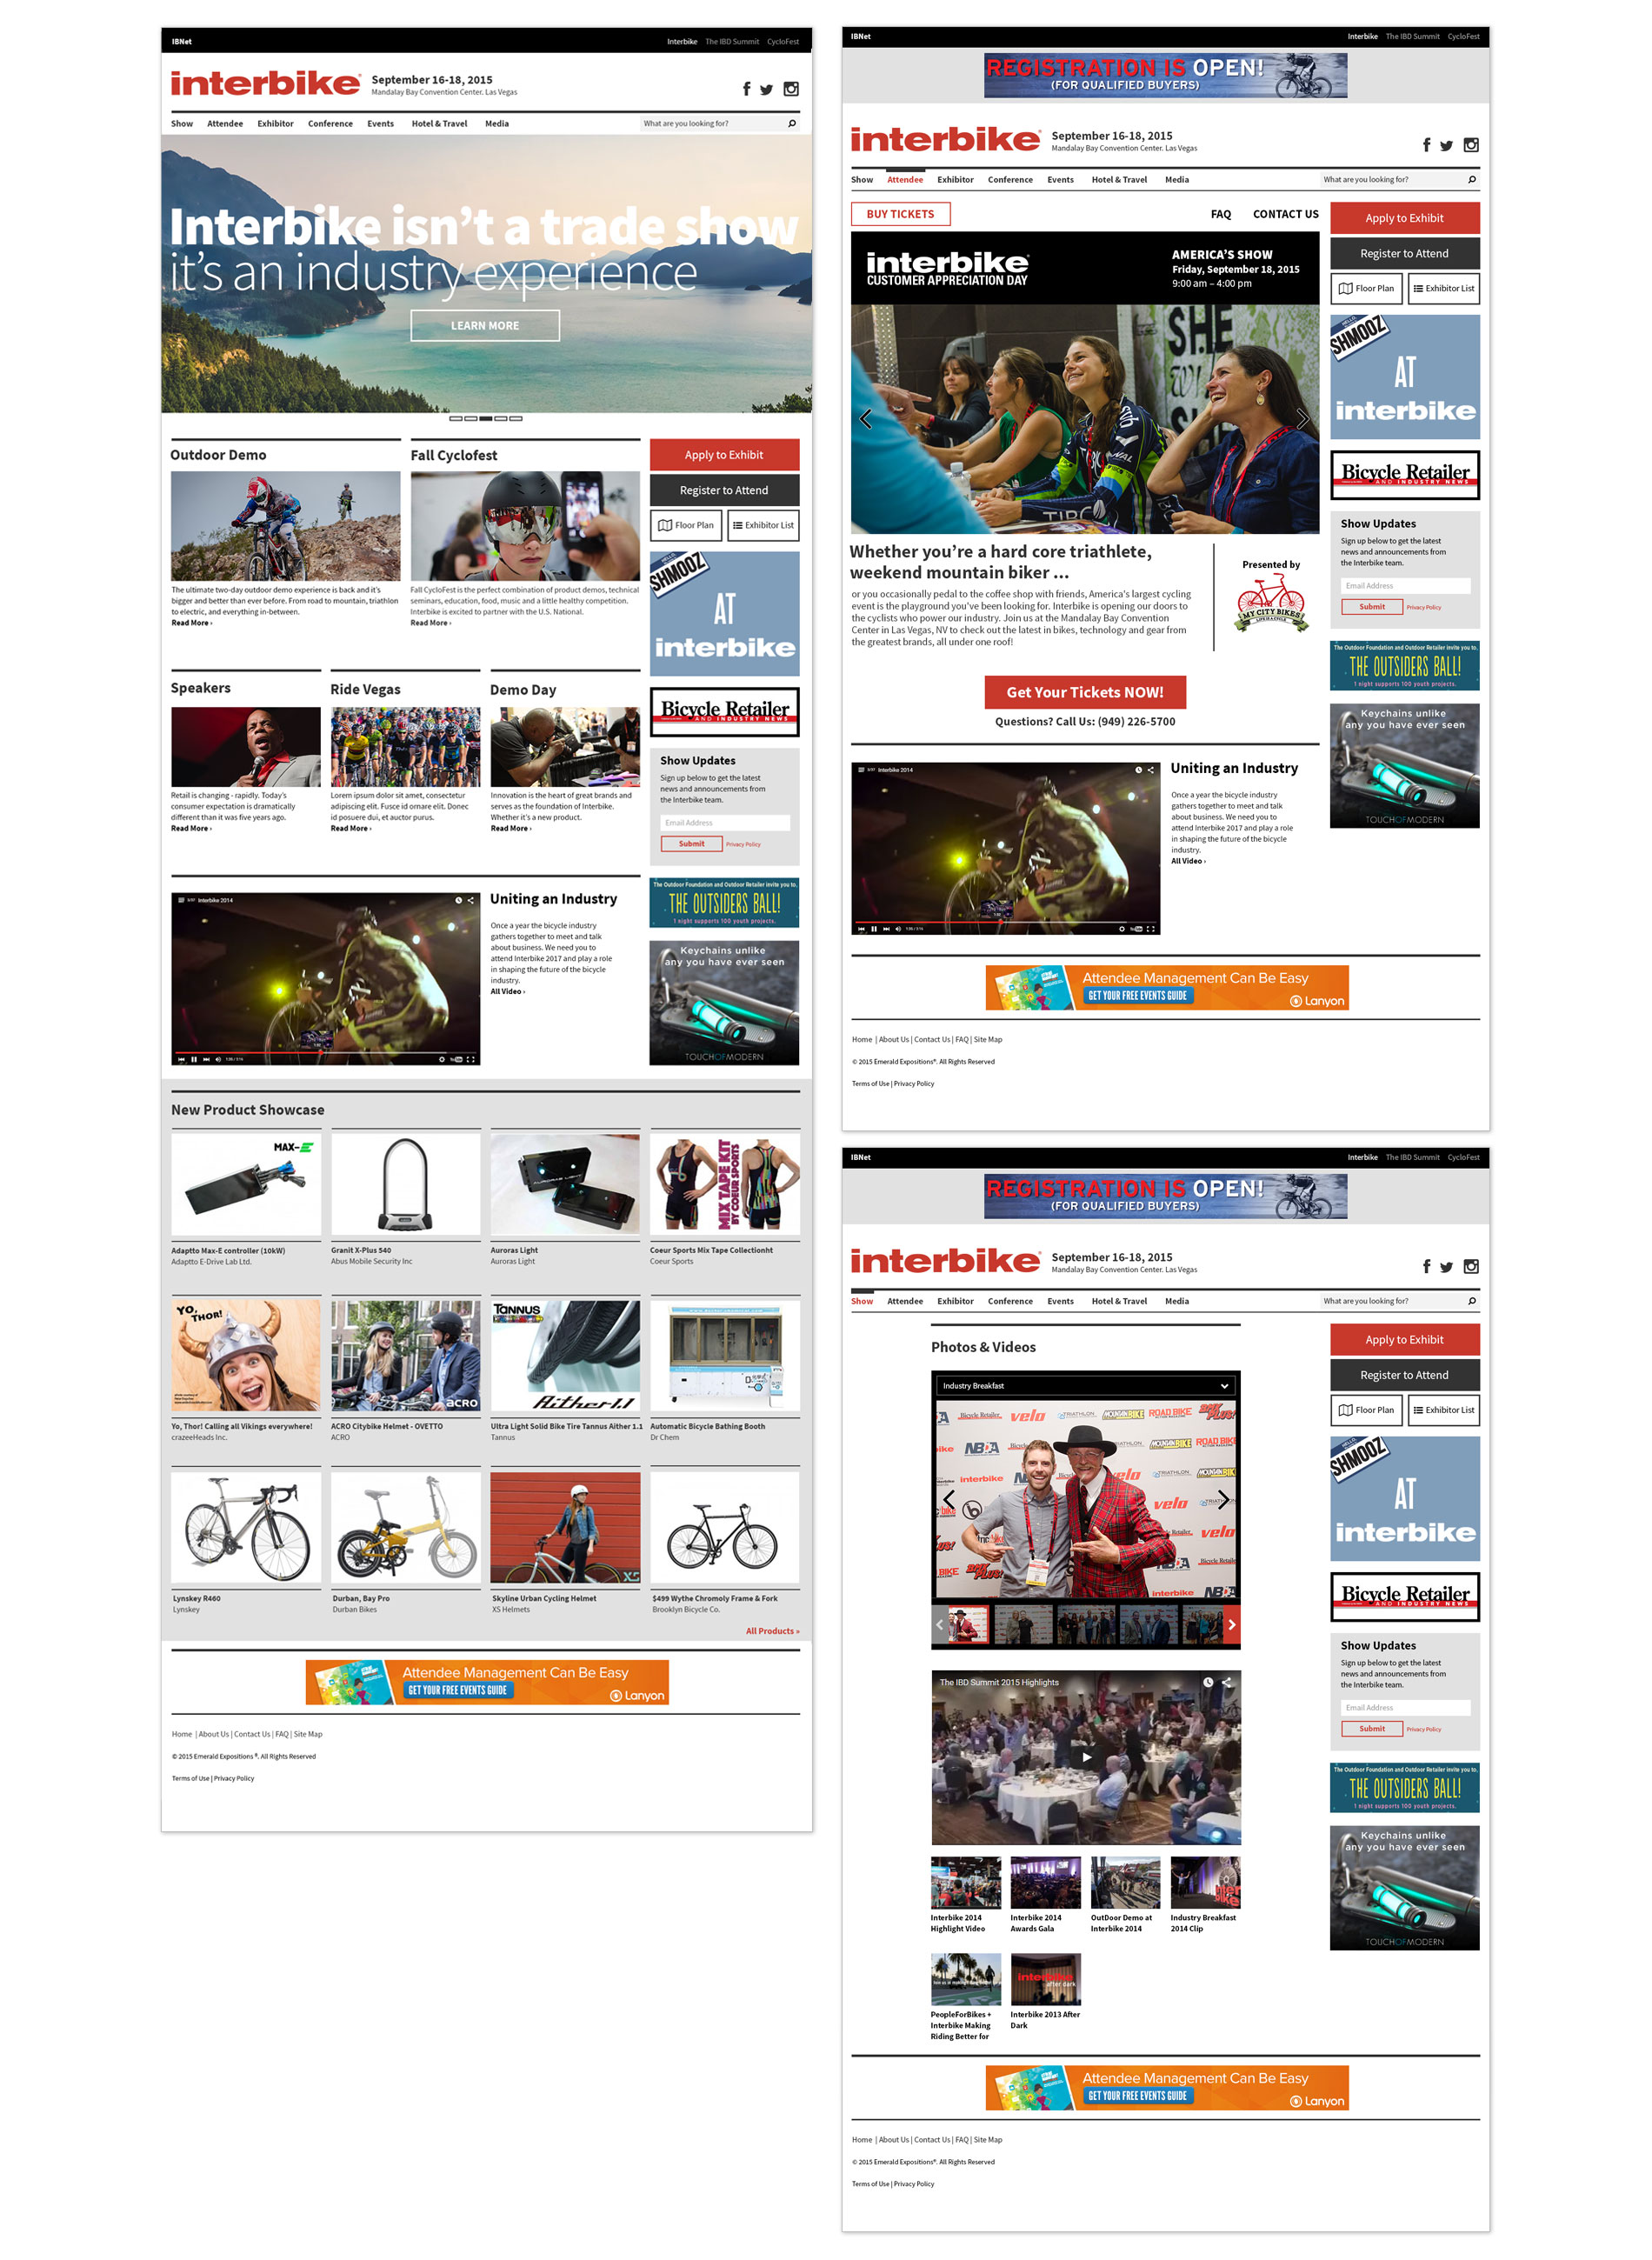 IBNet
Interbike The IBD Summit CycloFest
interbike
September 16-18, 2015
Mandalay Bay Convention Center. Las Vegas
Show Attendee Exhibitor Conference Events Hotel & Travel Media
What are you looking for?
Interbike isn't a trade show
it's an industry experience
LEARN MORE
Outdoor Demo
The ultimate two-day outdoor demo experience is back and it's
bigger and better than ever before. From road to mountain, triathlon
to electric, and everything in-between.
Read More ›
Fall Cyclofest
Fall CycloFest is the perfect combination of product demos, technical
seminars, education, food, music and a little healthy competition.
Interbike is excited to partner with the U.S. National.
Read More ›
Speakers
Retail is changing - rapidly. Today's
consumer expectation is dramatically
different than it was five years ago.
Read More ›
Ride Vegas
Lorem ipsum dolor sit amet, consectetur
adipiscing elit. Fusce id ornare elit. Donec
id posuere dui, et auctor purus.
Read More ›
Demo Day
Innovation is the heart of great brands and
serves as the foundation of Interbike.
Whether it's a new product.
Read More ›
Interbike 2014
Uniting an Industry
Once a year the bicycle industry
gathers together to meet and talk
about business. We need you to
attend Interbike 2017 and play a role
in shaping the future of the bicycle
industry.
All Video ›
Apply to Exhibit
Register to Attend
Floor Plan
Exhibitor List
SHMOOZ
AT
interbike
Bicycle Retailer
AND INDUSTRY NEWS
Show Updates
Sign up below to get the latest
news and announcements from
the Interbike team.
Email Address
Submit Privacy Policy
The Outdoor Foundation and Outdoor Retailer invite you to,
THE OUTSIDERS BALL!
1 night supports 100 youth projects.
Keychains unlike
any you have ever seen
TOUCHOFMODERN
New Product Showcase
MAX-E
Adaptto Max-E controller (10kW)
Adaptto E-Drive Lab Ltd.
Granit X-Plus 540
Abus Mobile Security Inc
AURORAS LIGHT
Auroras Light
Auroras Light
MIX TAPE KIT
BY COEUR SPORTS
Coeur Sports Mix Tape Collectionht
Coeur Sports
YO,
THOR!
Yo, Thor! Calling all Vikings everywhere!
crazeeHeads Inc.
ACRO
ACRO Citybike Helmet - OVETTO
ACRO
TANNUS
Aither1.1
Ultra Light Solid Bike Tire Tannus Aither 1.1
Tannus
Automatic Bicycle Bathing Booth
Dr Chem
Lynskey R460
Lynskey
Durban, Bay Pro
Durban Bikes
XS
Skyline Urban Cycling Helmet
XS Helmets
$499 Wythe Chromoly Frame & Fork
Brooklyn Bicycle Co.
All Products »
Attendee Management Can Be Easy
GET YOUR FREE EVENTS GUIDE
Lanyon
Home | About Us | Contact Us | FAQ | Site Map
© 2015 Emerald Expositions ®. All Rights Reserved
Terms of Use | Privacy Policy
IBNet
Interbike The IBD Summit CycloFest
REGISTRATION IS OPEN!
(FOR QUALIFIED BUYERS)
interbike
September 16-18, 2015
Mandalay Bay Convention Center. Las Vegas
Show Attendee Exhibitor Conference Events Hotel & Travel Media
What are you looking for?
BUY TICKETS
FAQ CONTACT US
interbike
CUSTOMER APPRECIATION DAY
AMERICA'S SHOW
Friday, September 18, 2015
9:00 am – 4:00 pm
SHE
Whether you're a hard core triathlete,
weekend mountain biker ...
or you occasionally pedal to the coffee shop with friends, America's largest cycling
event is the playground you've been looking for. Interbike is opening our doors to
the cyclists who power our industry. Join us at the Mandalay Bay Convention
Center in Las Vegas, NV to check out the latest in bikes, technology and gear from
the greatest brands, all under one roof!
Presented by
MY CITY BIKES
Get Your Tickets NOW!
Questions? Call Us: (949) 226-5700
Interbike 2014
Uniting an Industry
Once a year the bicycle industry
gathers together to meet and talk
about business. We need you to
attend Interbike 2017 and play a role
in shaping the future of the bicycle
industry.
All Video ›
Apply to Exhibit
Register to Attend
Floor Plan
Exhibitor List
SHMOOZ
AT
interbike
Bicycle Retailer
AND INDUSTRY NEWS
Show Updates
Sign up below to get the latest
news and announcements from
the Interbike team.
Email Address
Submit Privacy Policy
The Outdoor Foundation and Outdoor Retailer invite you to,
THE OUTSIDERS BALL!
1 night supports 100 youth projects.
Keychains unlike
any you have ever seen
TOUCHOFMODERN
Attendee Management Can Be Easy
GET YOUR FREE EVENTS GUIDE
Lanyon
Home | About Us | Contact Us | FAQ | Site Map
© 2015 Emerald Expositions®. All Rights Reserved
Terms of Use | Privacy Policy
IBNet
Interbike The IBD Summit CycloFest
REGISTRATION IS OPEN!
(FOR QUALIFIED BUYERS)
interbike
September 16-18, 2015
Mandalay Bay Convention Center. Las Vegas
Show Attendee Exhibitor Conference Events Hotel & Travel Media
What are you looking for?
Photos & Videos
Industry Breakfast
The IBD Summit 2015 Highlights
Interbike 2014
Highlight Video
Interbike 2014
Awards Gala
OutDoor Demo at
Interbike 2014
Industry Breakfast
2014 Clip
PeopleForBikes +
Interbike Making
Riding Better for
interbike
after dark
Interbike 2013 After
Dark
Apply to Exhibit
Register to Attend
Floor Plan
Exhibitor List
SHMOOZ
AT
interbike
Bicycle Retailer
AND INDUSTRY NEWS
Show Updates
Sign up below to get the latest
news and announcements from
the Interbike team.
Email Address
Submit Privacy Policy
The Outdoor Foundation and Outdoor Retailer invite you to,
THE OUTSIDERS BALL!
1 night supports 100 youth projects.
Keychains unlike
any you have ever seen
TOUCHOFMODERN
Attendee Management Can Be Easy
GET YOUR FREE EVENTS GUIDE
Lanyon
Home | About Us | Contact Us | FAQ | Site Map
© 2015 Emerald Expositions®. All Rights Reserved
Terms of Use | Privacy Policy